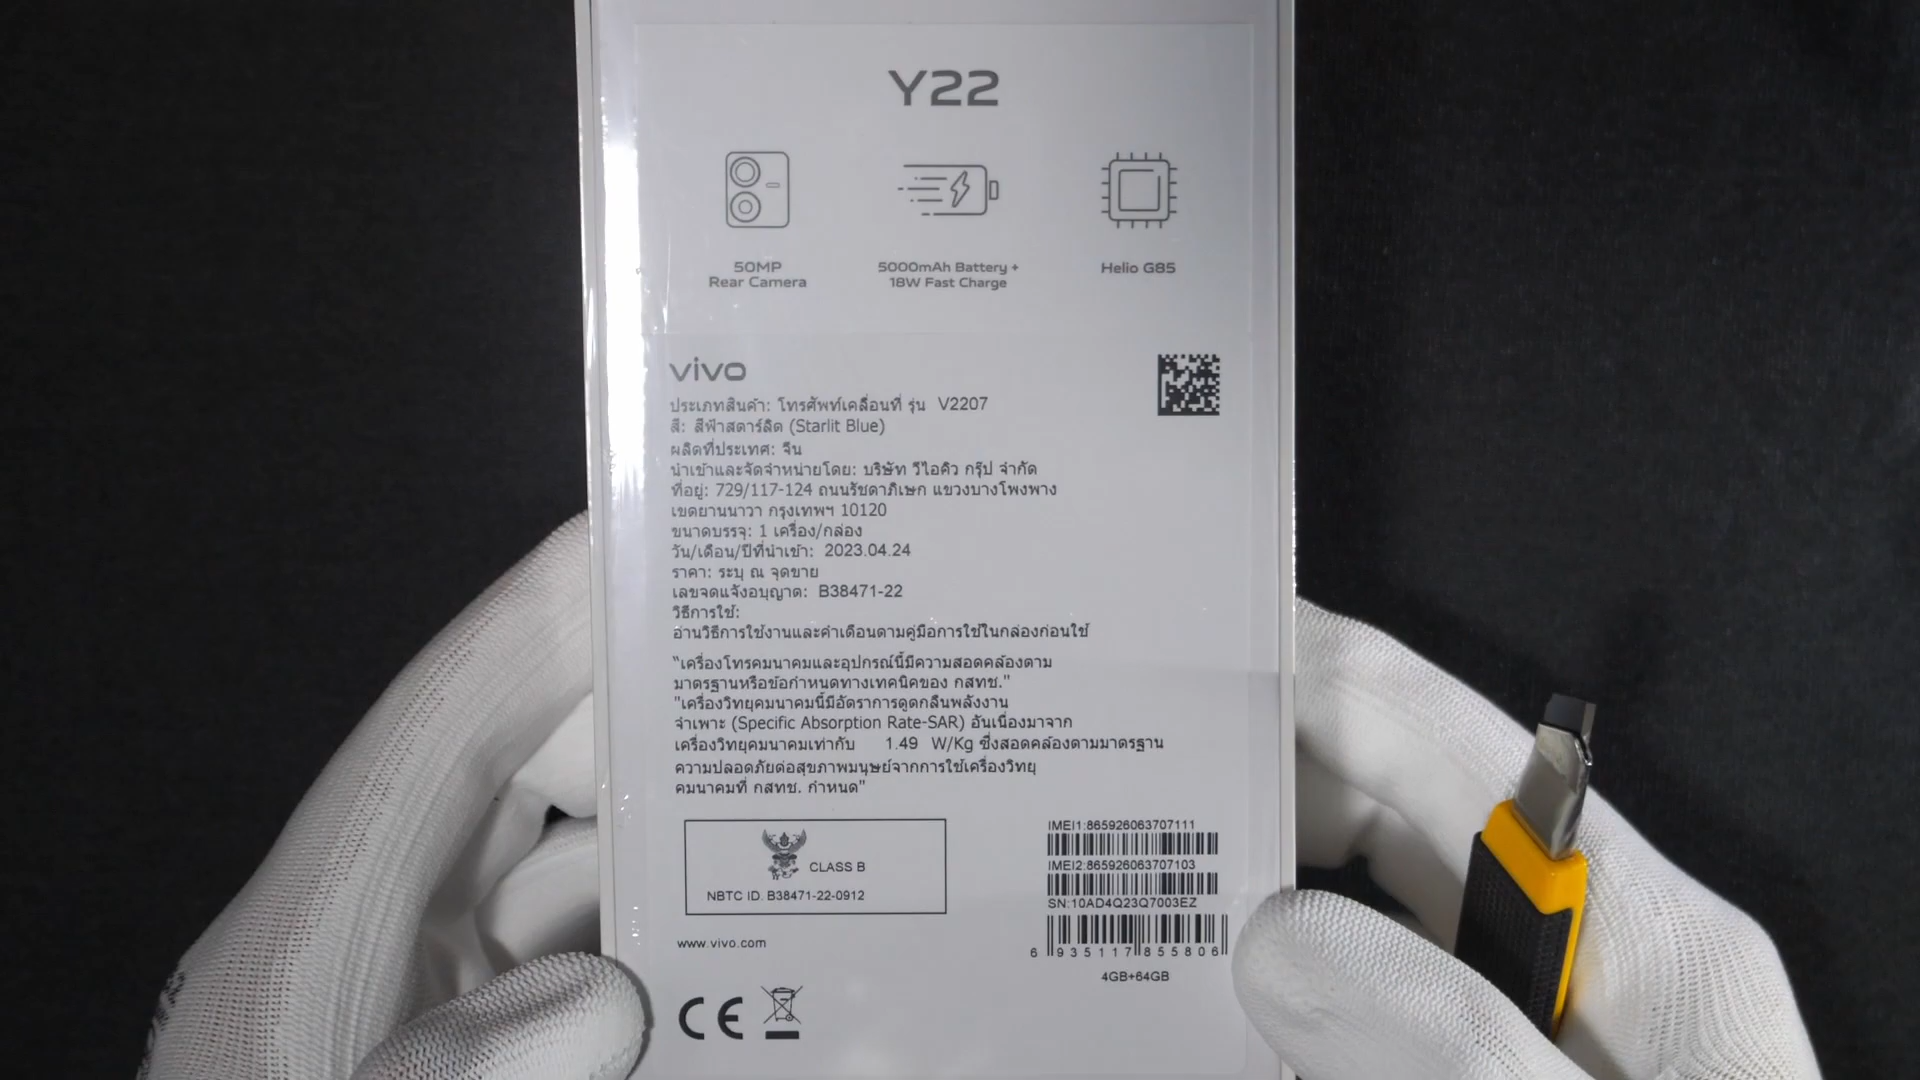 Y22
50MP
Rear Camera
5000mAh Battery +
18W Fast Charge
Helio G85
vivo
ประเภทสินค้า: โทรศัพท์เคลื่อนที่ รุ่น V2207
สี: สีฟ้าสตาร์ลิต (Starlit Blue)
ผลิตที่ประเทศ: จีน
นำเข้าและจัดจำหน่ายโดย: บริษัท วีไอคิว กรุ๊ป จำกัด
ที่อยู่: 729/117-124 ถนนรัชดาภิเษก แขวงบางโพงพาง
เขตยานนาวา กรุงเทพฯ 10120
ขนาดบรรจุ: 1 เครื่อง/กล่อง
วัน/เดือน/ปีที่นำเข้า: 2023.04.24
ราคา: ระบุ ณ จุดขาย
เลขจดแจ้งอนุญาต: B38471-22
วิธีการใช้:
อ่านวิธีการใช้งานและคำเตือนตามคู่มือการใช้ในกล่องก่อนใช้
"เครื่องโทรคมนาคมและอุปกรณ์นี้มีความสอดคล้องตาม
มาตรฐานหรือข้อกำหนดทางเทคนิคของ กสทช."
"เครื่องวิทยุคมนาคมนี้มีอัตราการดูดกลืนพลังงาน
จำเพาะ (Specific Absorption Rate-SAR) อันเนื่องมาจาก
เครื่องวิทยุคมนาคมเท่ากับ 1.49 W/Kg ซึ่งสอดคล้องตามมาตรฐาน
ความปลอดภัยต่อสุขภาพมนุษย์จากการใช้เครื่องวิทยุ
คมนาคมที่ กสทช. กำหนด"
CLASS B
NBTC ID. B38471-22-0912
IMEI1:865926063707111
IMEI2:865926063707103
SN:10AD4Q23Q7003EZ
6 935117 855806
4GB+64GB
www.vivo.com
CE